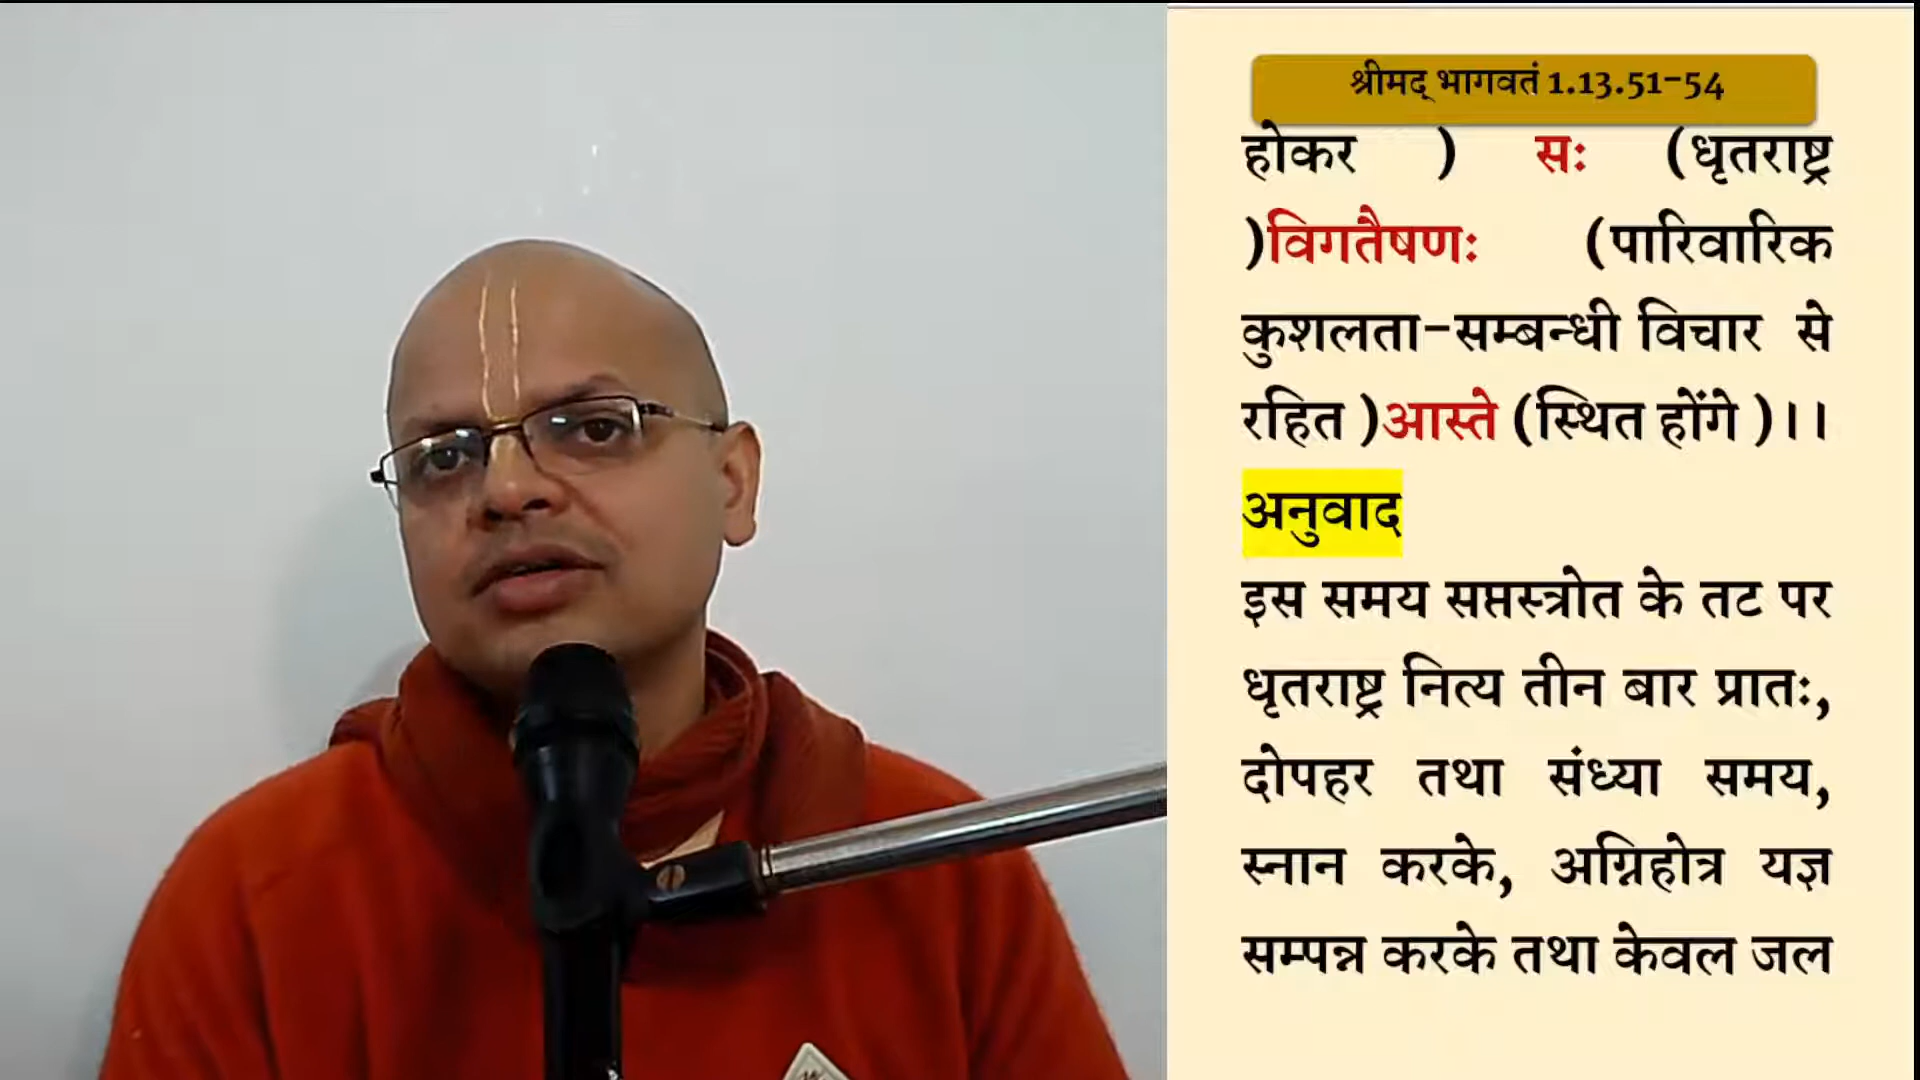 श्रीमद् भागवतं 1.13.51-54
होकर ) सः (धृतराष्ट्र
)विगतैषणः (पारिवारिक
कुशलता-सम्बन्धी विचार से
रहित )आस्ते (स्थित होंगे )।।
अनुवाद
इस समय सप्तस्त्रोत के तट पर
धृतराष्ट्र नित्य तीन बार प्रातः,
दोपहर तथा संध्या समय,
स्नान करके, अग्निहोत्र यज्ञ
सम्पन्न करके तथा केवल जल